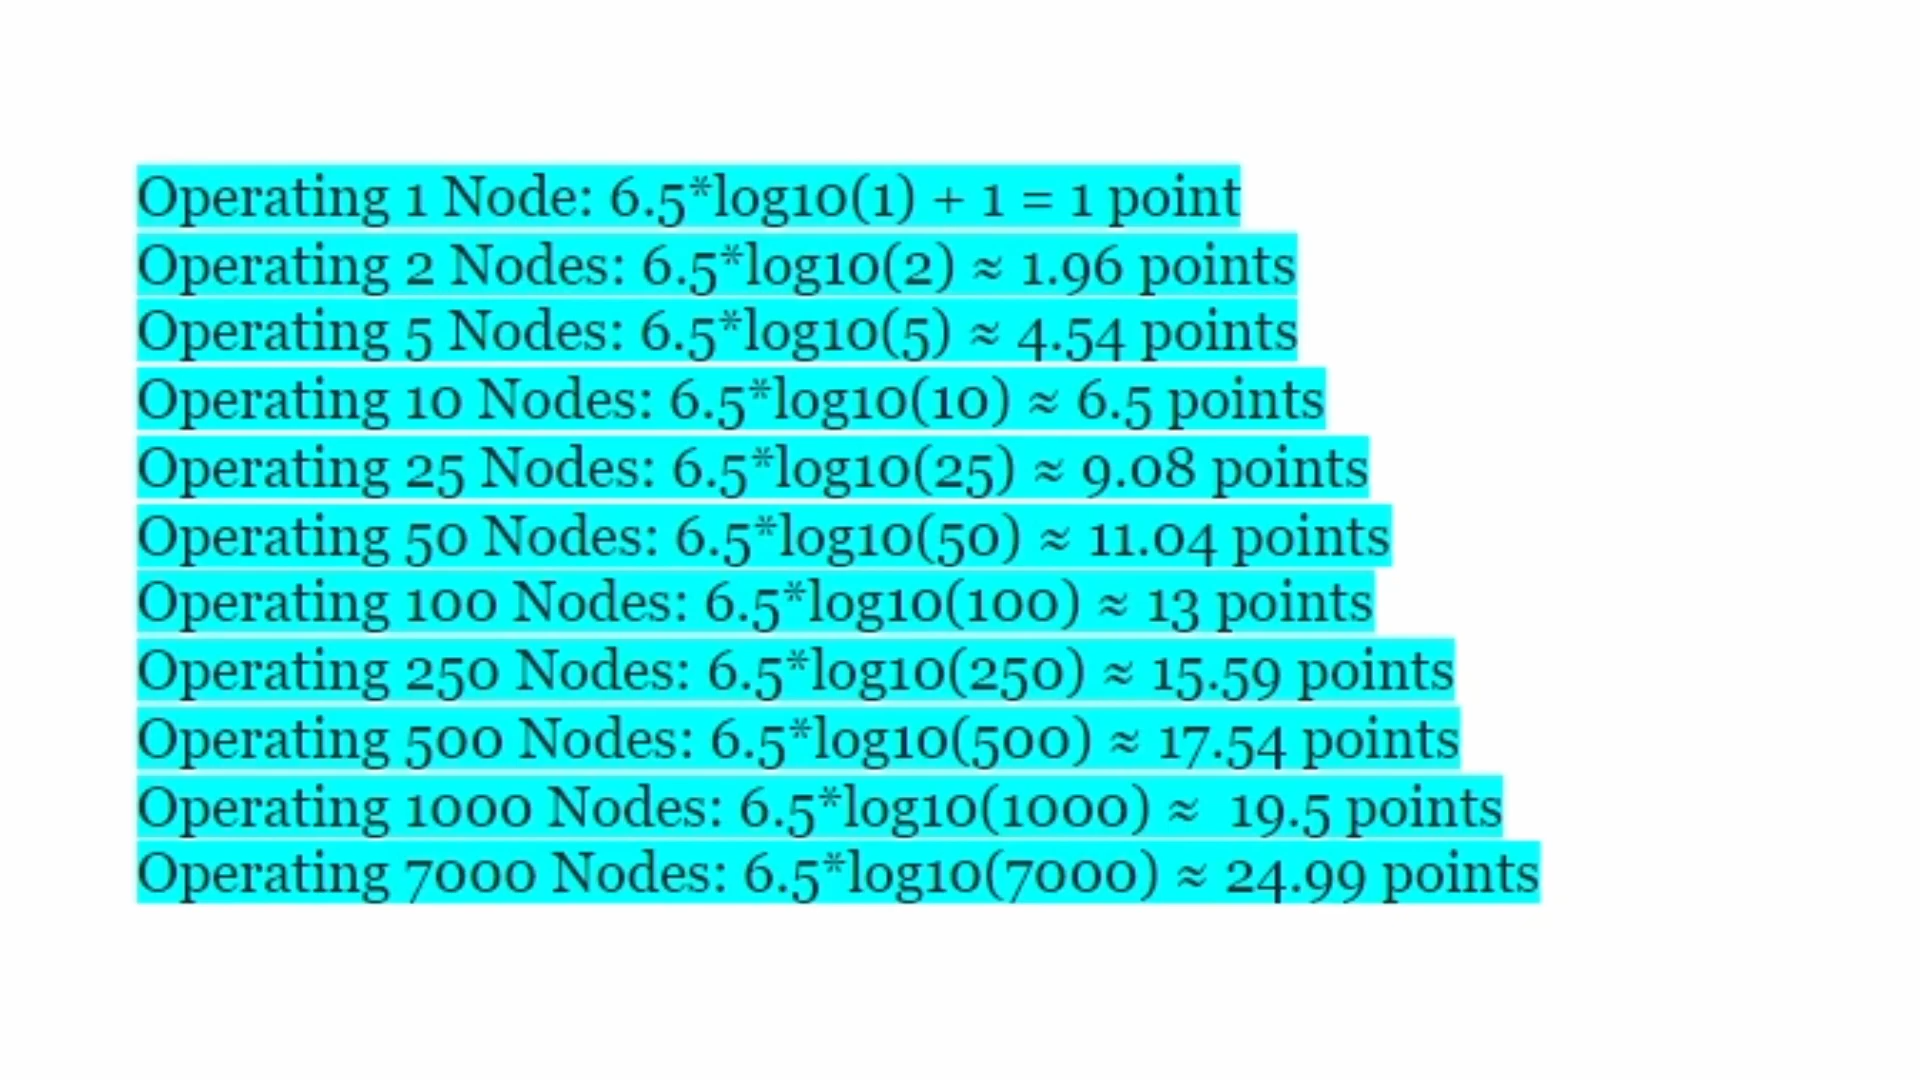 Operating 1 Node: 6.5*log10(1) + 1 = 1 point
Operating 2 Nodes: 6.5*log10(2) ≈ 1.96 points
Operating 5 Nodes: 6.5*log10(5) ≈ 4.54 points
Operating 10 Nodes: 6.5*log10(10) ≈ 6.5 points
Operating 25 Nodes: 6.5*log10(25) ≈ 9.08 points
Operating 50 Nodes: 6.5*log10(50) ≈ 11.04 points
Operating 100 Nodes: 6.5*log10(100) ≈ 13 points
Operating 250 Nodes: 6.5*log10(250) ≈ 15.59 points
Operating 500 Nodes: 6.5*log10(500) ≈ 17.54 points
Operating 1000 Nodes: 6.5*log10(1000) ≈ 19.5 points
Operating 7000 Nodes: 6.5*log10(7000) ≈ 24.99 points